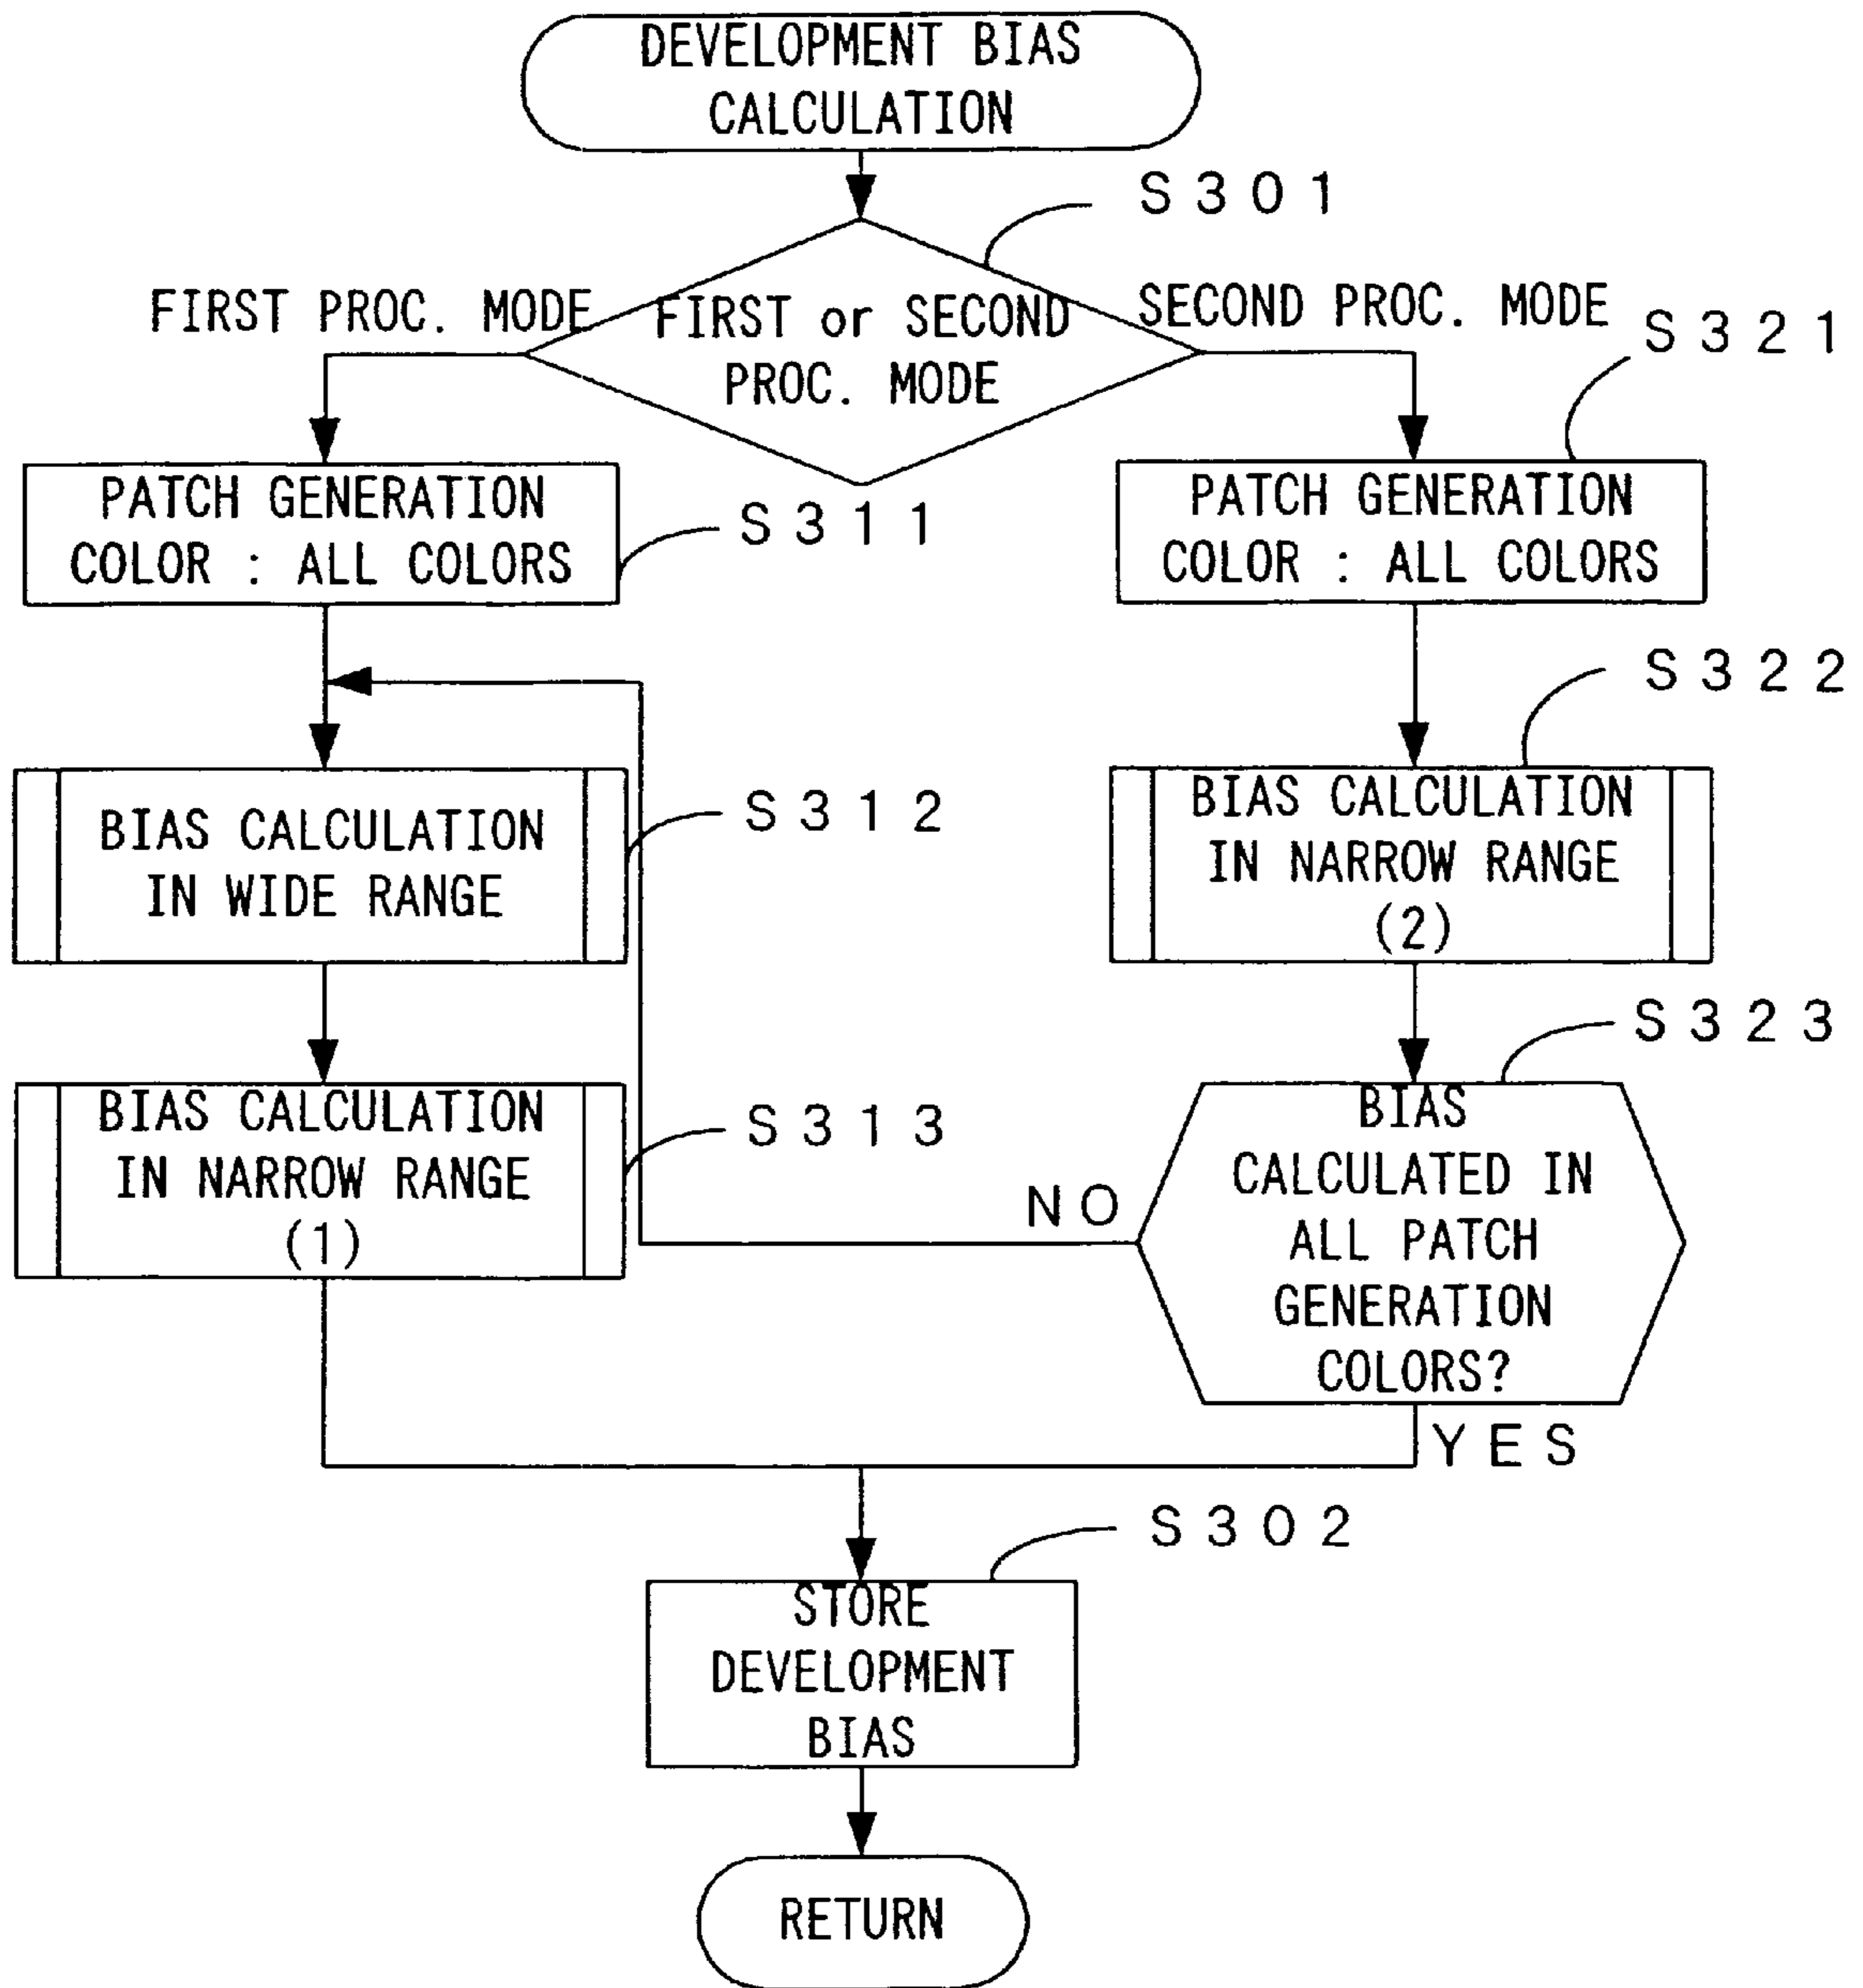 DEVELOPMENT BIAS
CALCULATION
S301
FIRST PROC. MODE
FIRST or SECOND
PROC. MODE
SECOND PROC. MODE
S321
PATCH GENERATION
COLOR : ALL COLORS
S311
PATCH GENERATION
COLOR : ALL COLORS
S322
BIAS CALCULATION
IN WIDE RANGE
S312
BIAS CALCULATION
IN NARROW RANGE
(2)
S323
BIAS CALCULATION
IN NARROW RANGE
(1)
S313
NO
BIAS
CALCULATED IN
ALL PATCH
GENERATION
COLORS?
YES
S302
STORE
DEVELOPMENT
BIAS
RETURN